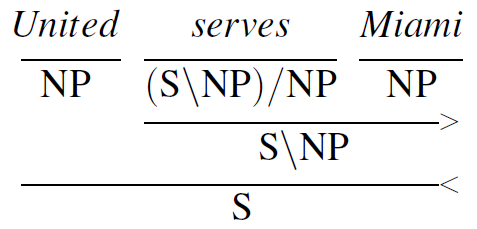 United serves Miami
NP (S\NP)/NP NP
>
S\NP
<
S